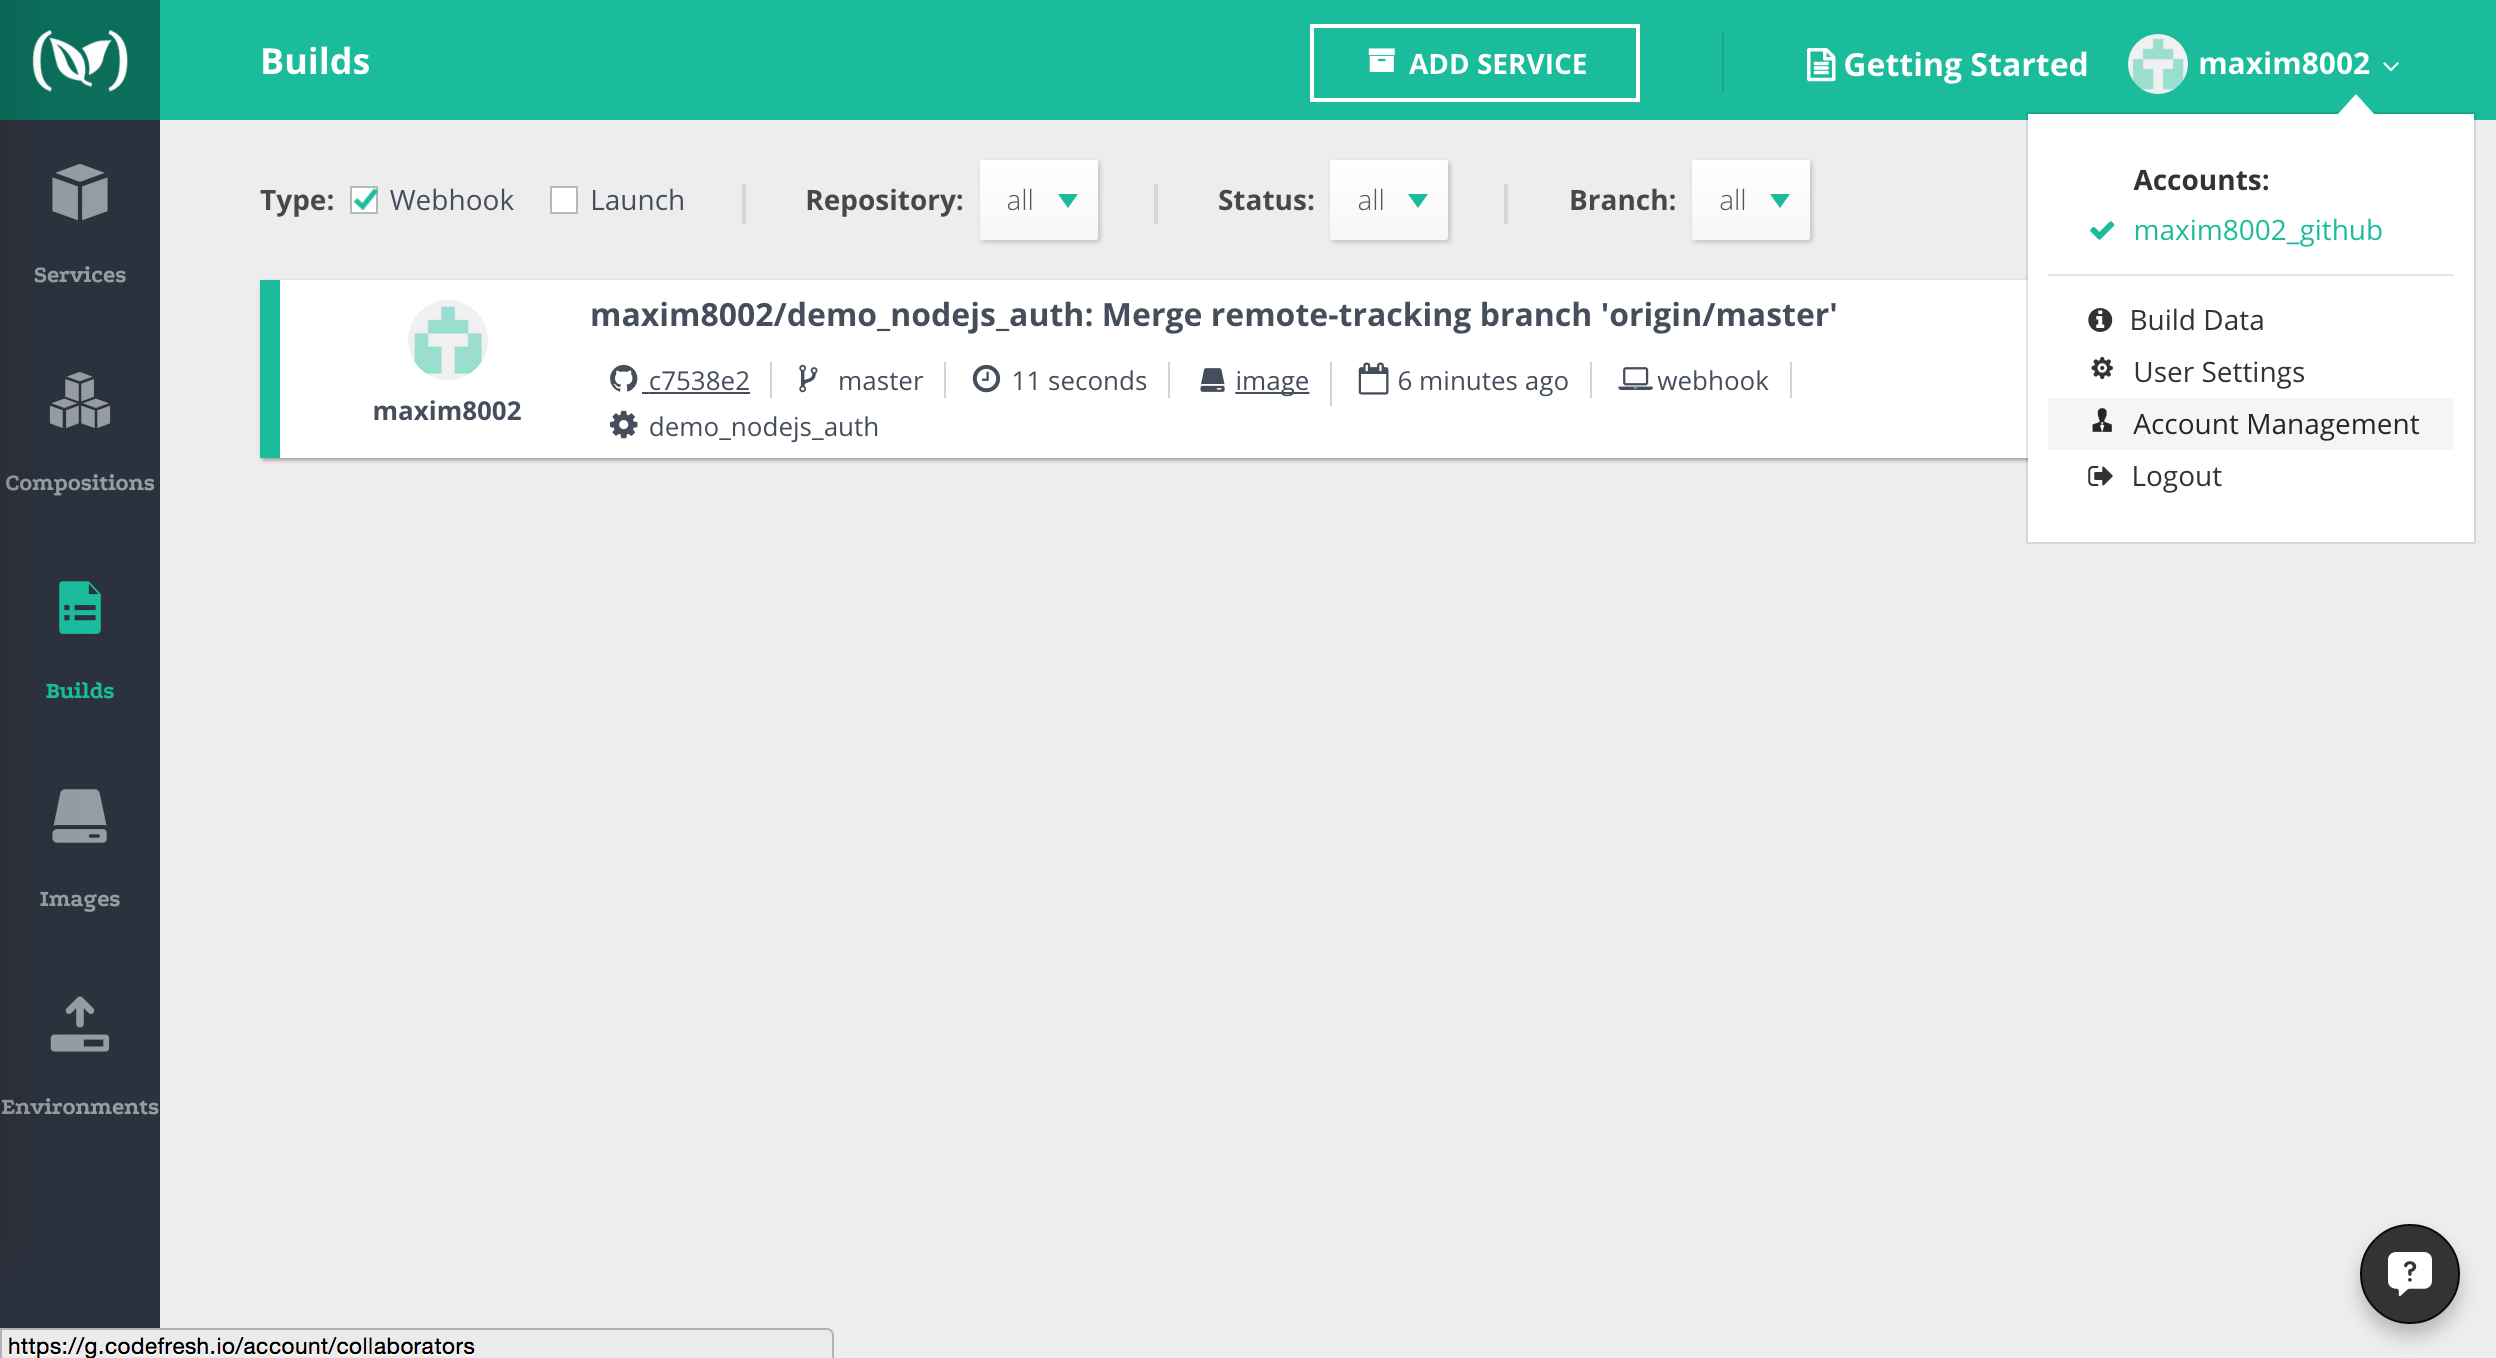 Builds
ADD SERVICE
Getting Started
maxim8002
Accounts:
maxim8002_github
Build Data
User Settings
Account Management
Logout
Services
Compositions
Builds
Images
Environments
Type: Webhook Launch
Repository: all
Status: all
Branch: all
maxim8002
maxim8002/demo_nodejs_auth: Merge remote-tracking branch 'origin/master'
c7538e2 master 11 seconds image 6 minutes ago webhook
demo_nodejs_auth
?
https://g.codefresh.io/account/collaborators